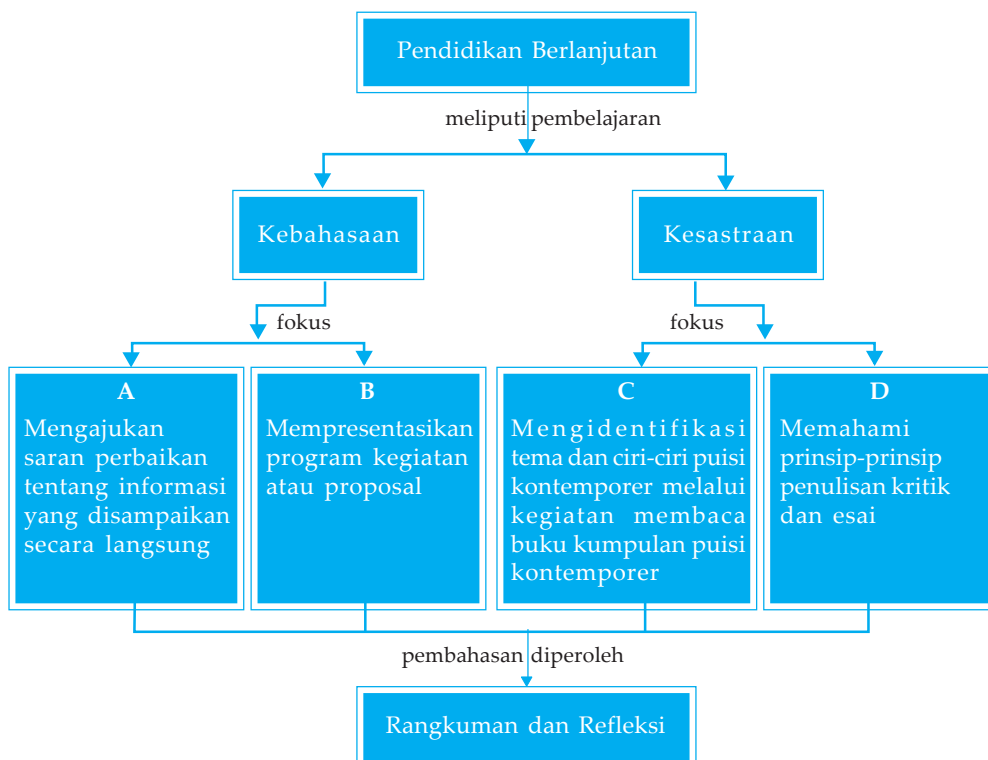 Pendidikan Berlanjutan
meliputi pembelajaran
Kebahasaan
Kesastraan
fokus
fokus
A
Mengajukan
saran perbaikan
tentang informasi
yang disampaikan
secara langsung
B
Mempresentasikan
program kegiatan
atau proposal
C
Mengidentifikasi
tema dan ciri-ciri puisi
kontemporer melalui
kegiatan membaca
buku kumpulan puisi
kontemporer
D
Memahami
prinsip-prinsip
penulisan kritik
dan esai
pembahasan diperoleh
Rangkuman dan Refleksi